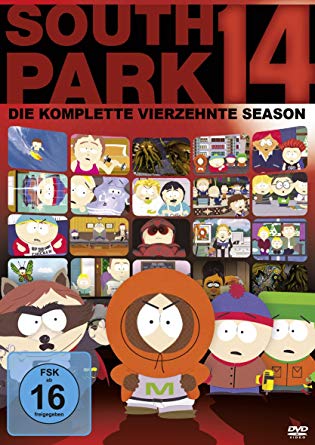 SOUTH
PARK 14
DIE KOMPLETTE VIERZEHNTE SEASON
M
FSK
ab
16
freigegeben
DVD
VIDEO